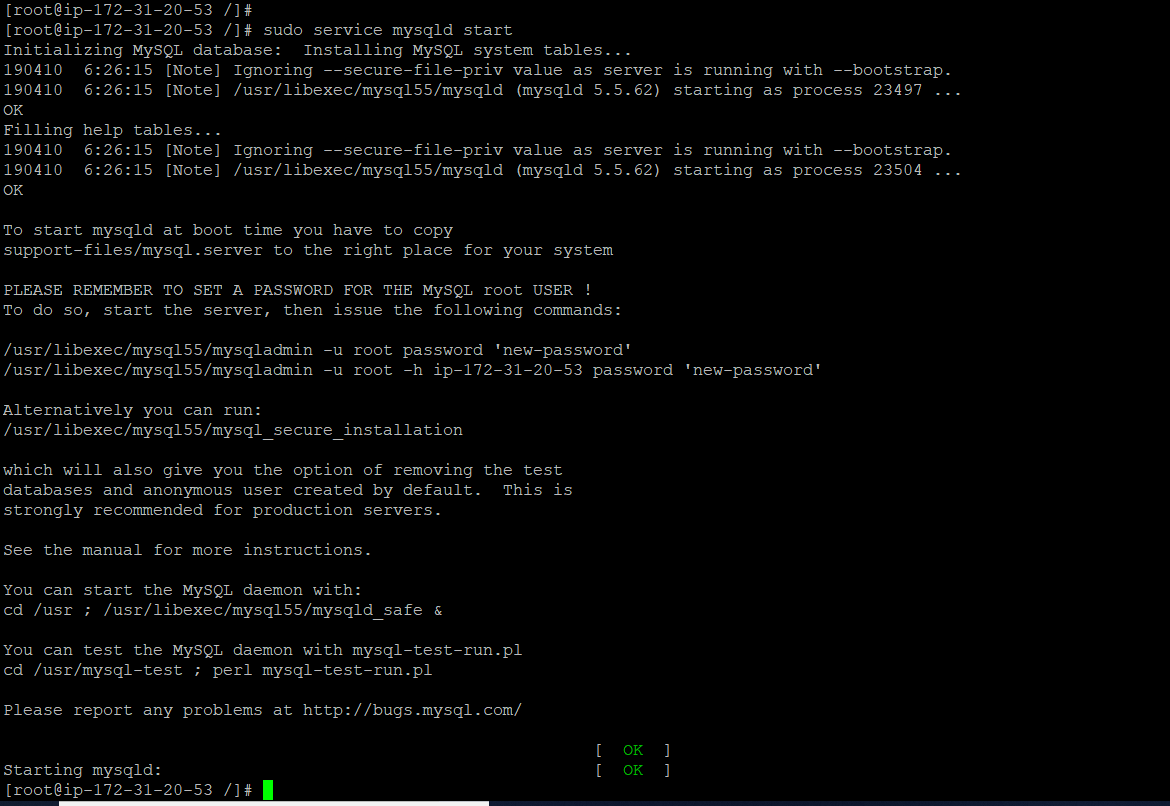 [root@ip-172-31-20-53 /]#
[root@ip-172-31-20-53 /]# sudo service mysqld start
Initializing MySQL database:  Installing MySQL system tables...
190410  6:26:15 [Note] Ignoring --secure-file-priv value as server is running with --bootstrap.
190410  6:26:15 [Note] /usr/libexec/mysql55/mysqld (mysqld 5.5.62) starting as process 23497 ...
OK
Filling help tables...
190410  6:26:15 [Note] Ignoring --secure-file-priv value as server is running with --bootstrap.
190410  6:26:15 [Note] /usr/libexec/mysql55/mysqld (mysqld 5.5.62) starting as process 23504 ...
OK
To start mysqld at boot time you have to copy
support-files/mysql.server to the right place for your system
PLEASE REMEMBER TO SET A PASSWORD FOR THE MySQL root USER !
To do so, start the server, then issue the following commands:
/usr/libexec/mysql55/mysqladmin -u root password 'new-password'
/usr/libexec/mysql55/mysqladmin -u root -h ip-172-31-20-53 password 'new-password'
Alternatively you can run:
/usr/libexec/mysql55/mysql_secure_installation
which will also give you the option of removing the test
databases and anonymous user created by default.  This is
strongly recommended for production servers.
See the manual for more instructions.
You can start the MySQL daemon with:
cd /usr ; /usr/libexec/mysql55/mysqld_safe &
You can test the MySQL daemon with mysql-test-run.pl
cd /usr/mysql-test ; perl mysql-test-run.pl
Please report any problems at http://bugs.mysql.com/
[  OK  ]
Starting mysqld:                                           [  OK  ]
[root@ip-172-31-20-53 /]#